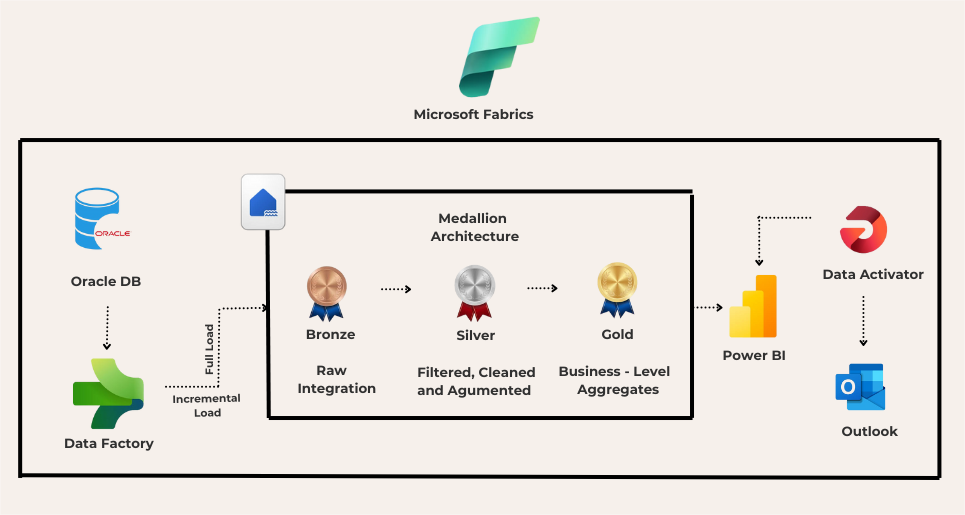 Microsoft Fabrics
Medallion
Architecture
ORACLE
Oracle DB
Data Factory
Full Load
Incremental
Load
Bronze
Raw
Integration
Silver
Filtered, Cleaned
and Agumented
Gold
Business - Level
Aggregates
Power BI
Data Activator
O
Outlook